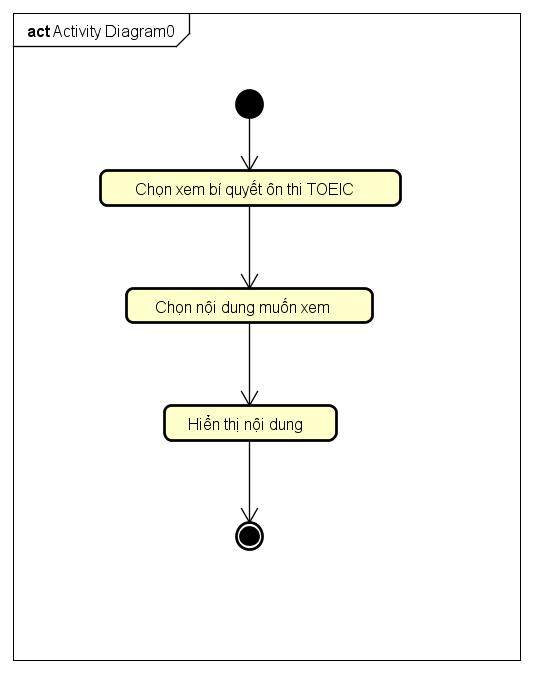 act Activity Diagram0
Chọn xem bí quyết ôn thi TOEIC
Chọn nội dung muốn xem
Hiển thị nội dung